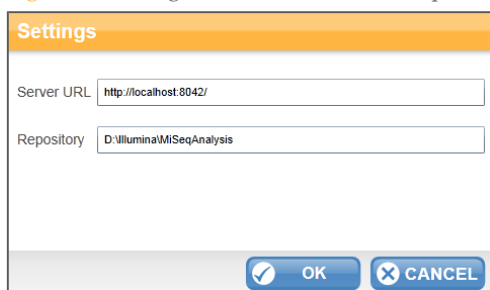 Settings
Server URL http://localhost:8042/
Repository D:\Illumina\MiSeqAnalysis
OK CANCEL